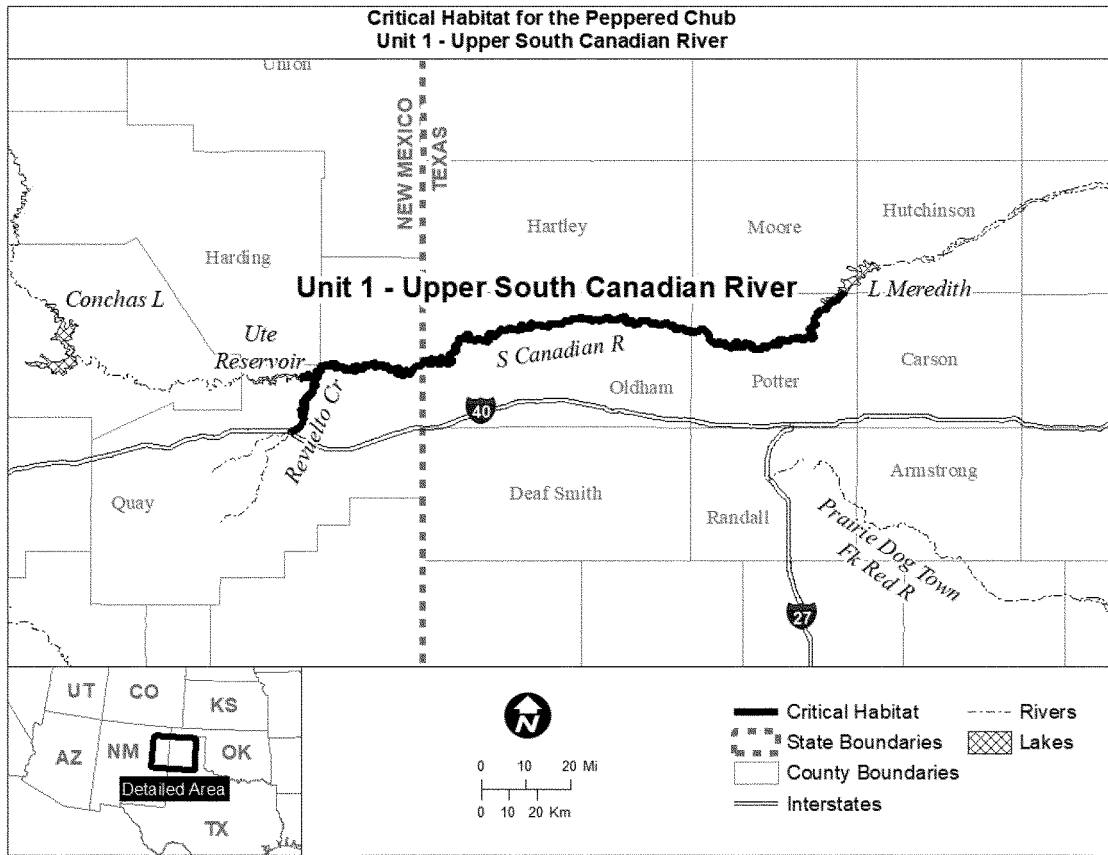 Critical Habitat for the Peppered Chub
Unit 1 - Upper South Canadian River
Union
NEW MEXICO
TEXAS
Hartley
Moore
Hutchinson
Harding
Conchas L
Unit 1 - Upper South Canadian River
L Meredith
Ute
Reservoir
S Canadian R
Carson
Oldham
Potter
40
Revuelto Cr
Armstrong
Quay
Deaf Smith
Randall
Prairie Dog Town
Fk Red R
27
UT
CO
KS
AZ
NM
OK
Detailed Area
TX
N
0 10 20 Mi
0 10 20 Km
Critical Habitat
State Boundaries
County Boundaries
Interstates
Rivers
Lakes